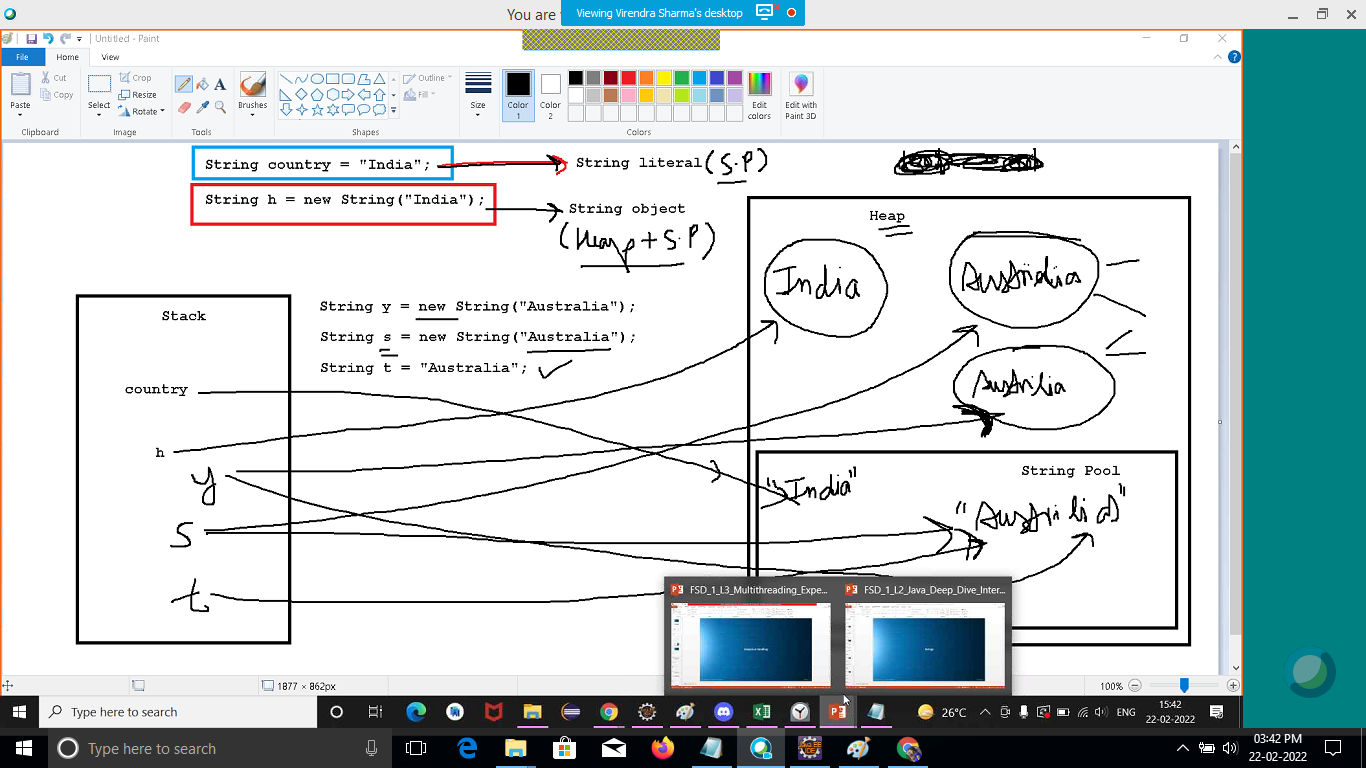 You are
Viewing Virendra Sharma's desktop
Untitled - Paint
File Home View
Paste
Cut
Copy
Clipboard
Select
Crop
Resize
Rotate
Image
Tools
Brushes
Shapes
Outline
Fill
Size
Color 1
Color 2
Colors
Edit colors
Edit with Paint 3D
String country = "India";
String literal (S.P)
String h = new String("India");
String object
(Heap + S.P)
Heap
India
Australia
Australia
String y = new String("Australia");
String s = new String("Australia");
String t = "Australia";
Stack
country
h
y
S
t
String Pool
"India"
"Australia"
FSD_1_L3_Multithreading_Expe...
FSD_1_L2_Java_Deep_Dive_Inter...
1877 × 862px
100%
Type here to search
26°C
ENG
15:42
22-02-2022
Type here to search
03:42 PM
22-02-2022